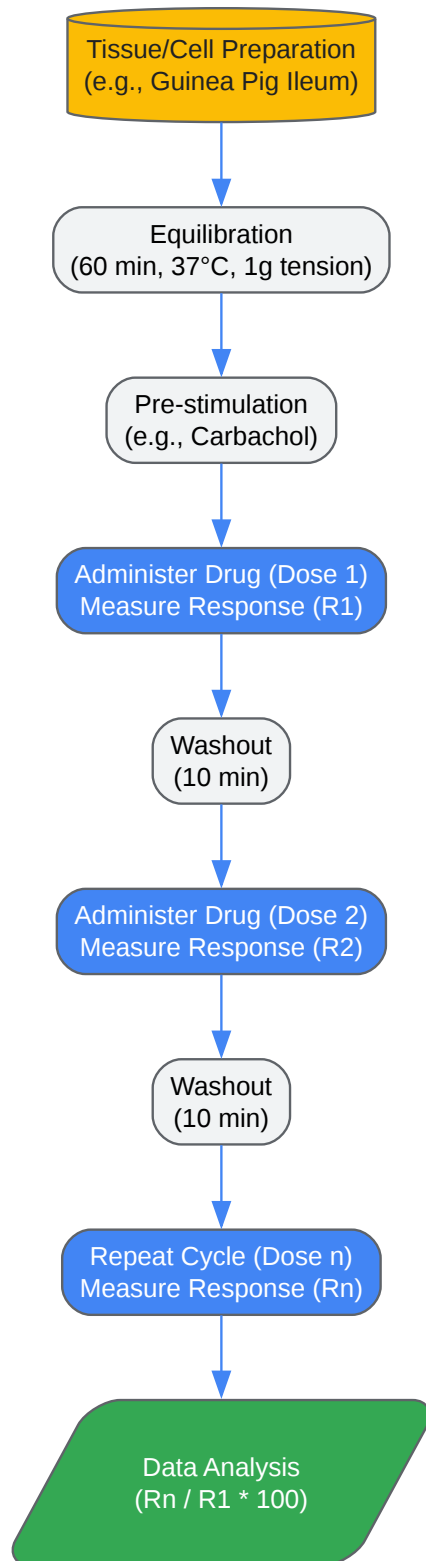 Tissue/Cell Preparation
(e.g., Guinea Pig Ileum)
Equilibration
(60 min, 37°C, 1g tension)
Pre-stimulation
(e.g., Carbachol)
Administer Drug (Dose 1)
Measure Response (R1)
Washout
(10 min)
Administer Drug (Dose 2)
Measure Response (R2)
Washout
(10 min)
Repeat Cycle (Dose n)
Measure Response (Rn)
Data Analysis
(Rn / R1 * 100)